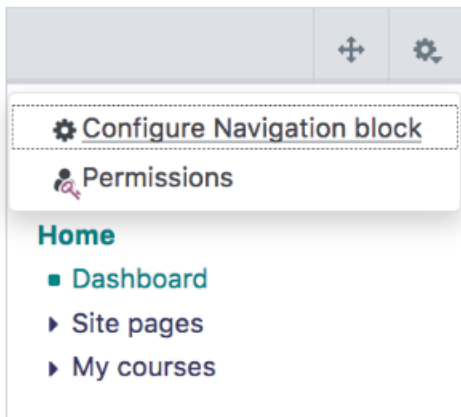 Configure Navigation block
Permissions
Home
Dashboard
Site pages
My courses